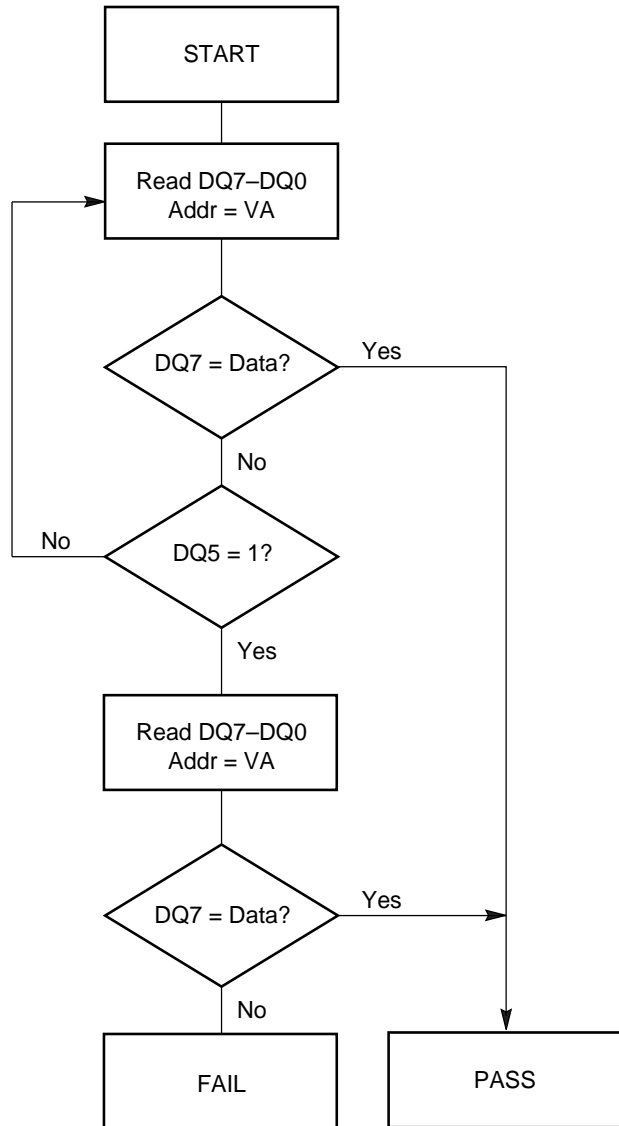 START
Read DQ7–DQ0
Addr = VA
DQ7 = Data?
Yes
No
No
DQ5 = 1?
Yes
Read DQ7–DQ0
Addr = VA
DQ7 = Data?
Yes
No
FAIL
PASS